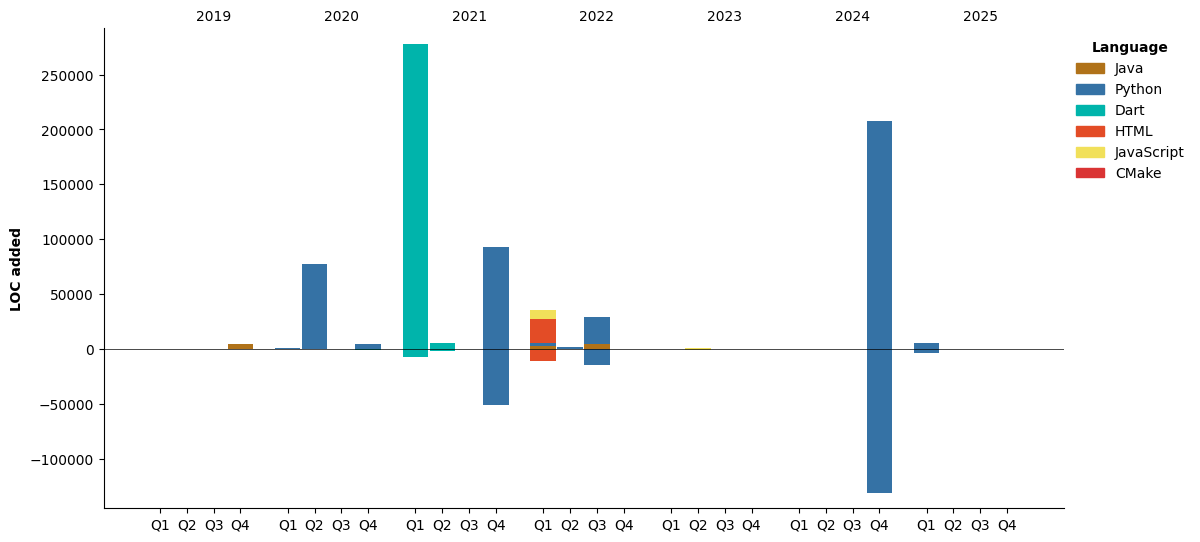 2019 2020 2021 2022 2023 2024 2025
LOC added
250000
200000
150000
100000
50000
0
−50000
−100000
Q1 Q2 Q3 Q4 Q1 Q2 Q3 Q4 Q1 Q2 Q3 Q4 Q1 Q2 Q3 Q4 Q1 Q2 Q3 Q4 Q1 Q2 Q3 Q4 Q1 Q2 Q3 Q4
Language
Java
Python
Dart
HTML
JavaScript
CMake